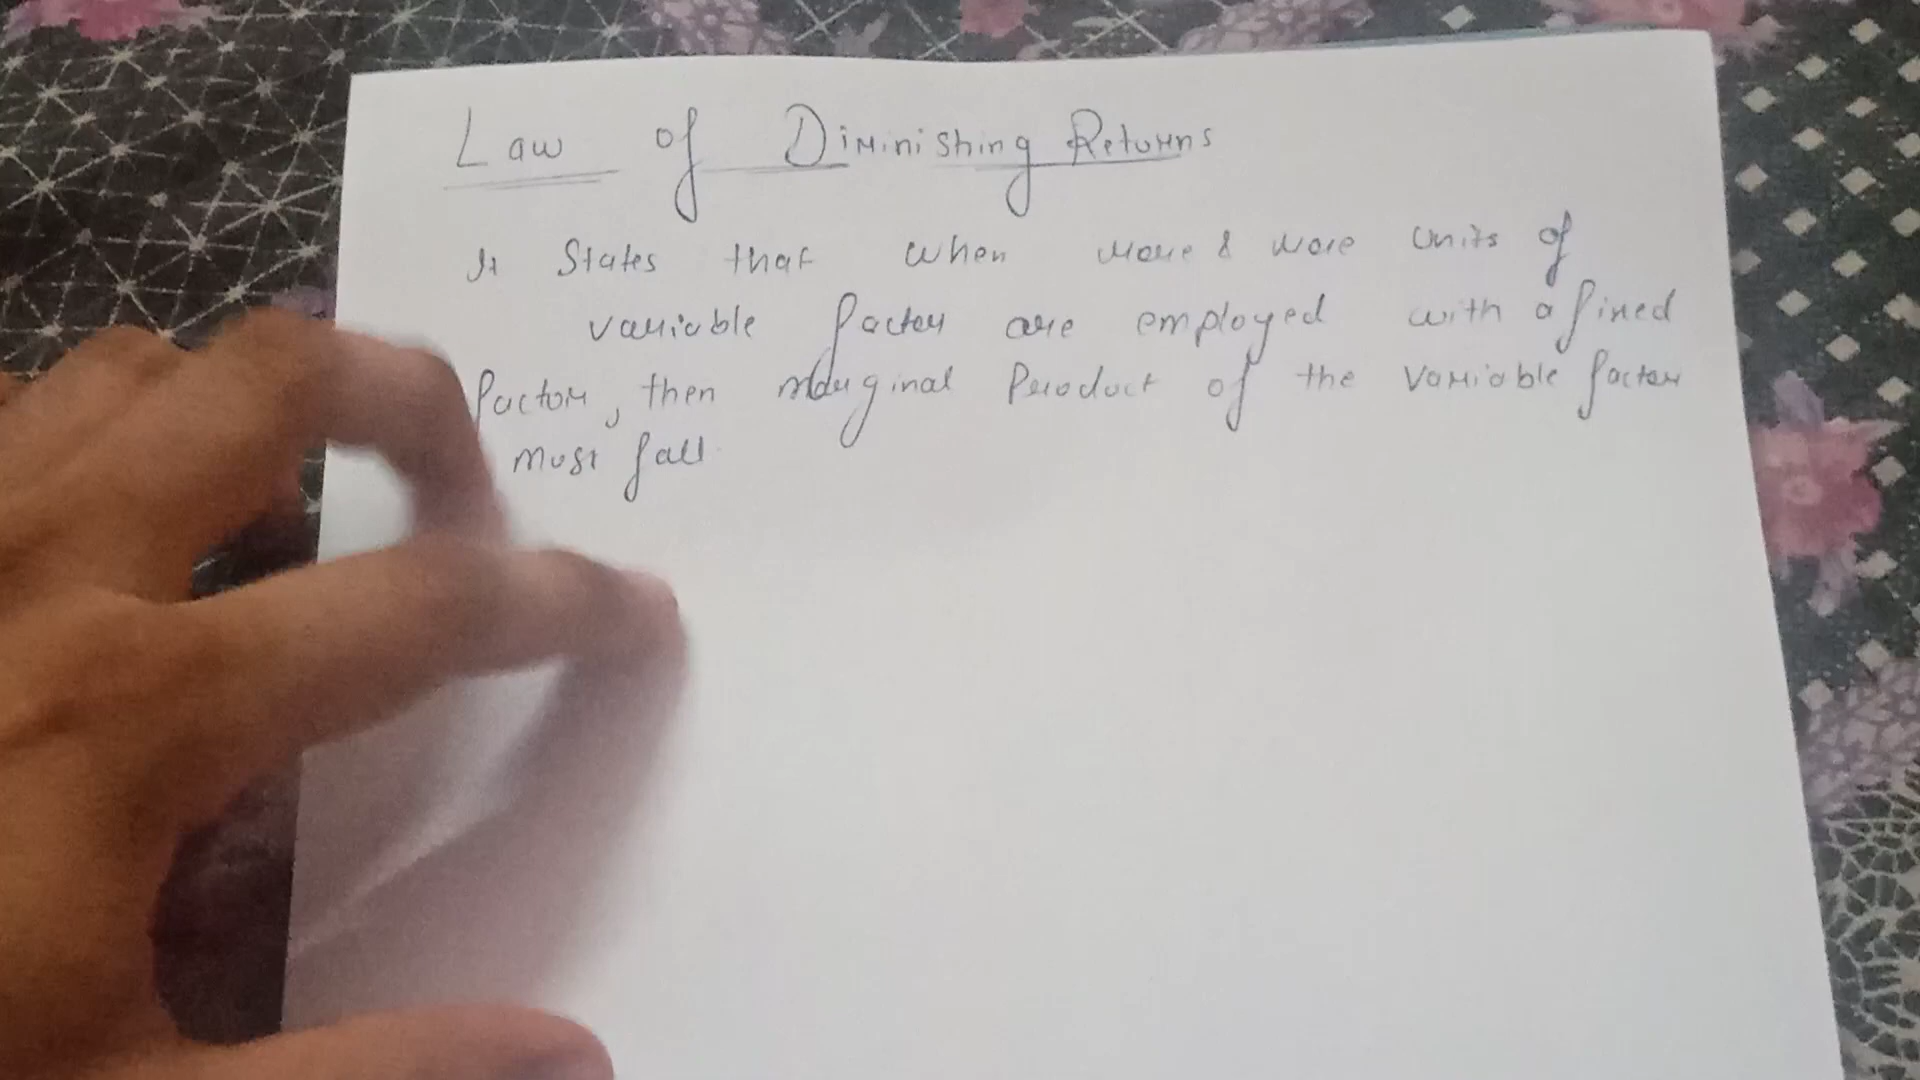 Law of Diminishing Returns
It States that when more & more units of
variable factor are employed with a fixed
factor, then marginal Product of the variable factor
must fall.